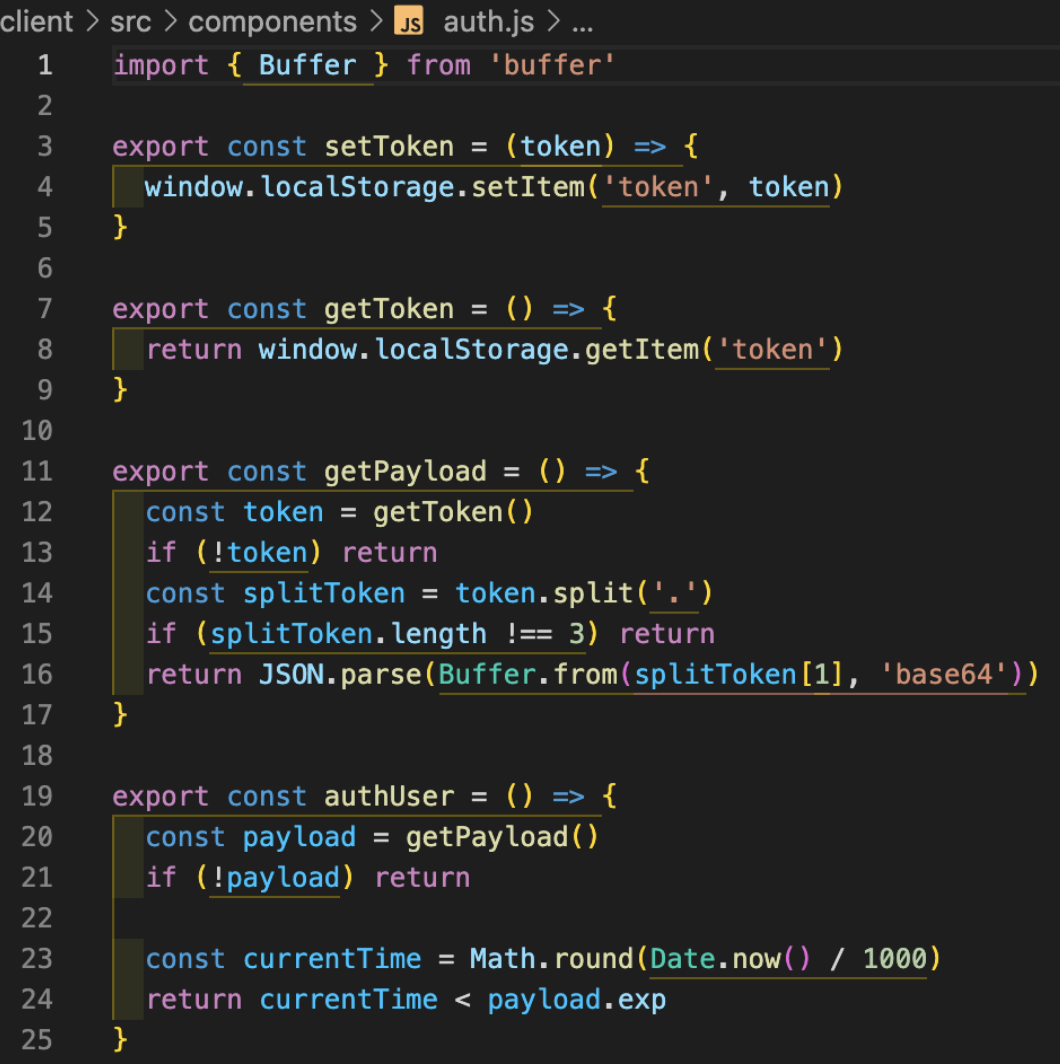 client > src > components > JS auth.js > ...
1 import { Buffer } from 'buffer'
2
3 export const setToken = (token) => {
4   window.localStorage.setItem('token', token)
5 }
6
7 export const getToken = () => {
8   return window.localStorage.getItem('token')
9 }
10
11 export const getPayload = () => {
12   const token = getToken()
13   if (!token) return
14   const splitToken = token.split('.')
15   if (splitToken.length !== 3) return
16   return JSON.parse(Buffer.from(splitToken[1], 'base64'))
17 }
18
19 export const authUser = () => {
20   const payload = getPayload()
21   if (!payload) return
22
23   const currentTime = Math.round(Date.now() / 1000)
24   return currentTime < payload.exp
25 }